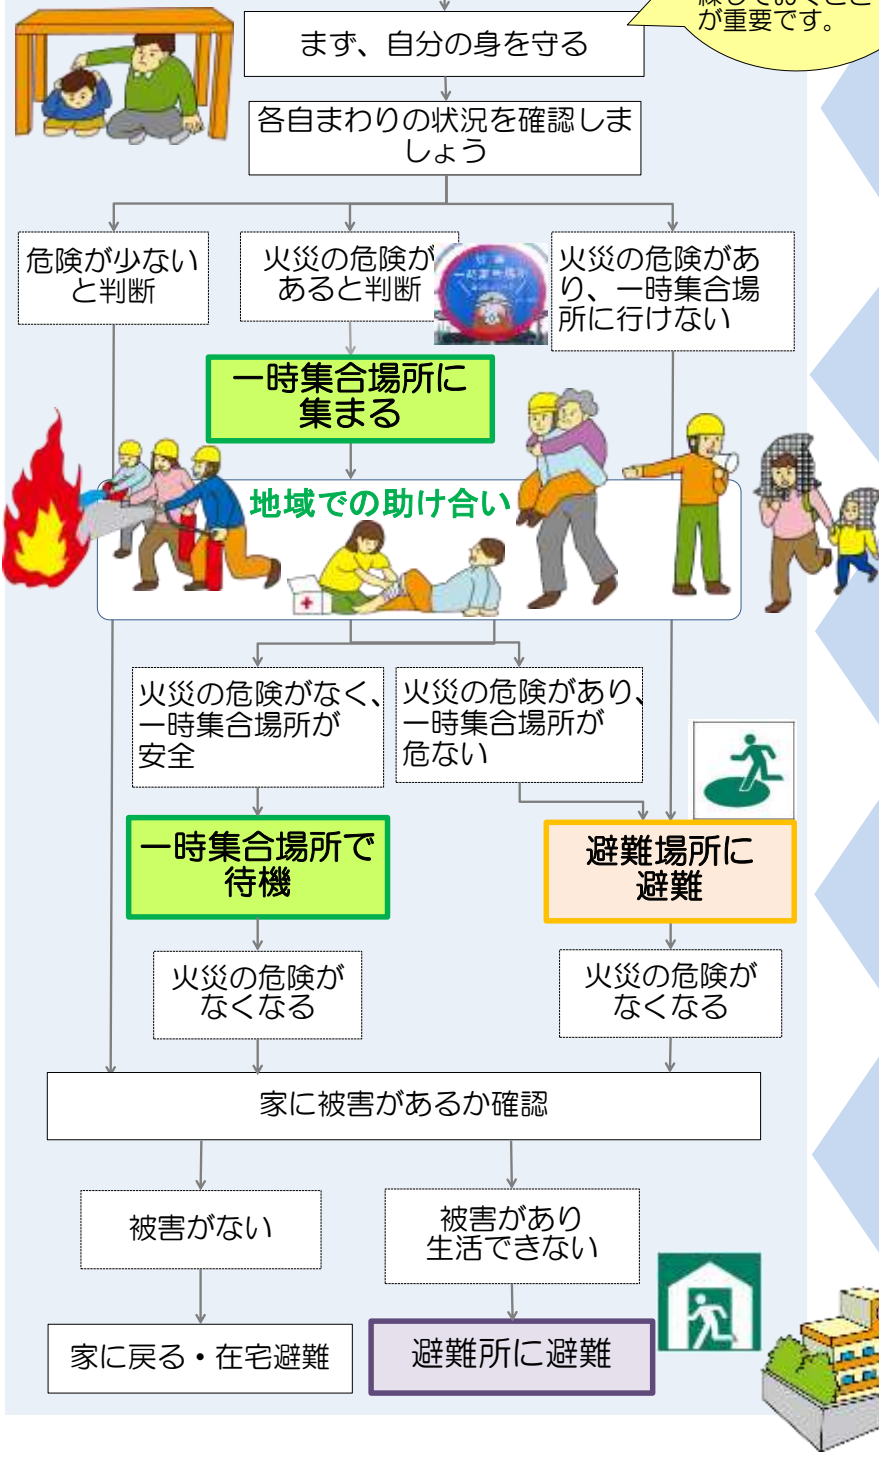 が重要です。
まず、自分の身を守る
各自まわりの状況を確認しま
しょう
危険が少ない
と判断
火災の危険が
あると判断
一時集合場所
火災の危険があ
り、一時集合場
所に行けない
一時集合場所に
集まる
地域での助け合い
火災の危険がなく、
一時集合場所が
安全
火災の危険があり、
一時集合場所が
危ない
一時集合場所で
待機
避難場所に
避難
火災の危険が
なくなる
火災の危険が
なくなる
家に被害があるか確認
被害がない
被害があり
生活できない
家に戻る・在宅避難
避難所に避難